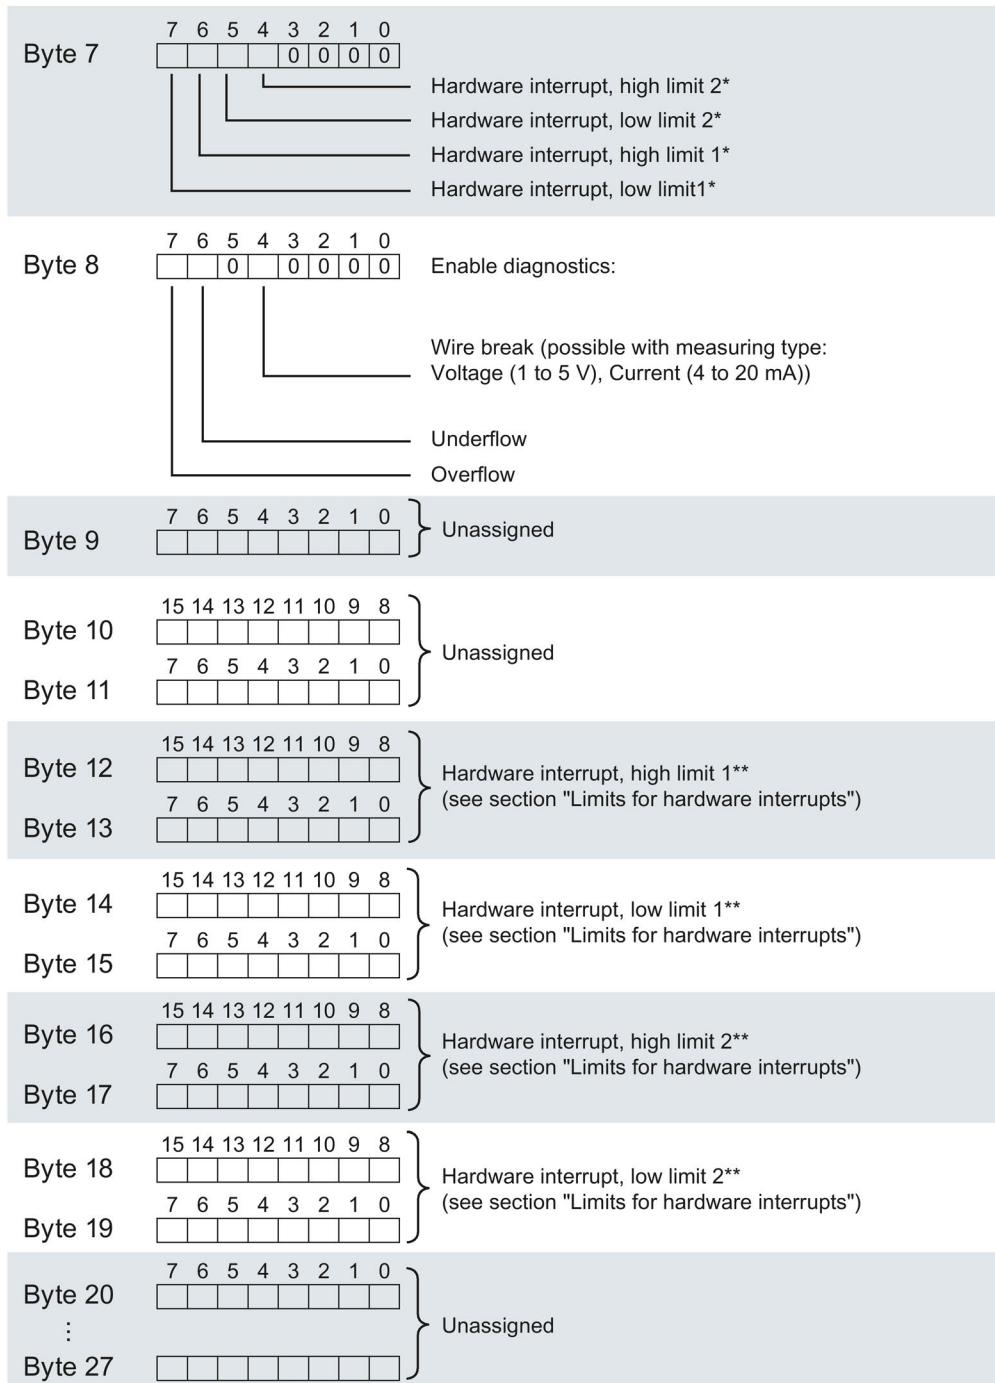 7 6 5 4 3 2 1 0
Byte 7 0 0 0 0
Hardware interrupt, high limit 2*
Hardware interrupt, low limit 2*
Hardware interrupt, high limit 1*
Hardware interrupt, low limit1*
7 6 5 4 3 2 1 0
Byte 8 0 0 0 0 0 Enable diagnostics:
Wire break (possible with measuring type:
Voltage (1 to 5 V), Current (4 to 20 mA))
Underflow
Overflow
7 6 5 4 3 2 1 0
Unassigned
Byte 9
15 14 13 12 11 10 9 8
Byte 10
Unassigned
7 6 5 4 3 2 1 0
Byte 11
15 14 13 12 11 10 9 8
Byte 12
Hardware interrupt, high limit 1**
(see section "Limits for hardware interrupts")
7 6 5 4 3 2 1 0
Byte 13
15 14 13 12 11 10 9 8
Byte 14
Hardware interrupt, low limit 1**
(see section "Limits for hardware interrupts")
7 6 5 4 3 2 1 0
Byte 15
15 14 13 12 11 10 9 8
Byte 16
Hardware interrupt, high limit 2**
(see section "Limits for hardware interrupts")
7 6 5 4 3 2 1 0
Byte 17
15 14 13 12 11 10 9 8
Byte 18
Hardware interrupt, low limit 2**
(see section "Limits for hardware interrupts")
7 6 5 4 3 2 1 0
Byte 19
7 6 5 4 3 2 1 0
Byte 20
⋮
Unassigned
Byte 27